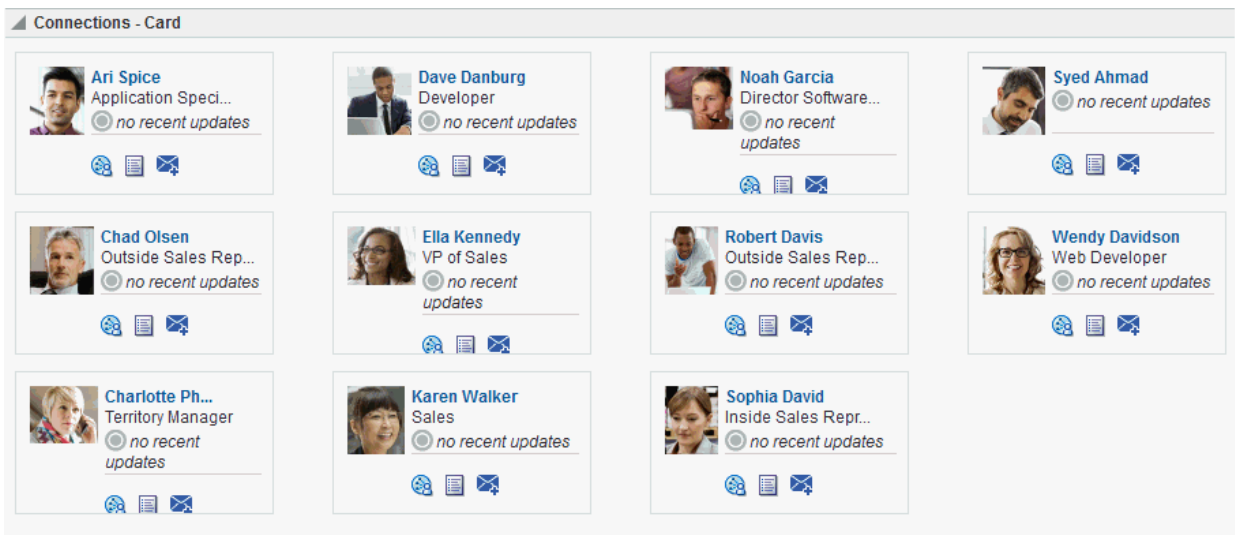 Connections - Card
Ari Spice
Application Speci...
no recent updates
Dave Danburg
Developer
no recent updates
Noah Garcia
Director Software...
no recent
updates
Syed Ahmad
no recent updates
Chad Olsen
Outside Sales Rep...
no recent updates
Ella Kennedy
VP of Sales
no recent
updates
Robert Davis
Outside Sales Rep...
no recent updates
Wendy Davidson
Web Developer
no recent updates
Charlotte Ph...
Territory Manager
no recent
updates
Karen Walker
Sales
no recent updates
Sophia David
Inside Sales Repr...
no recent updates